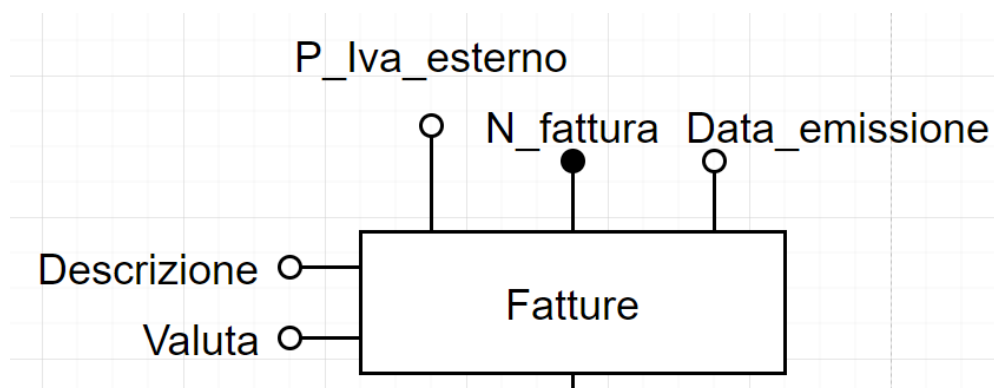 P_Iva_esterno
N_fattura
Data_emissione
Descrizione
Fatture
Valuta